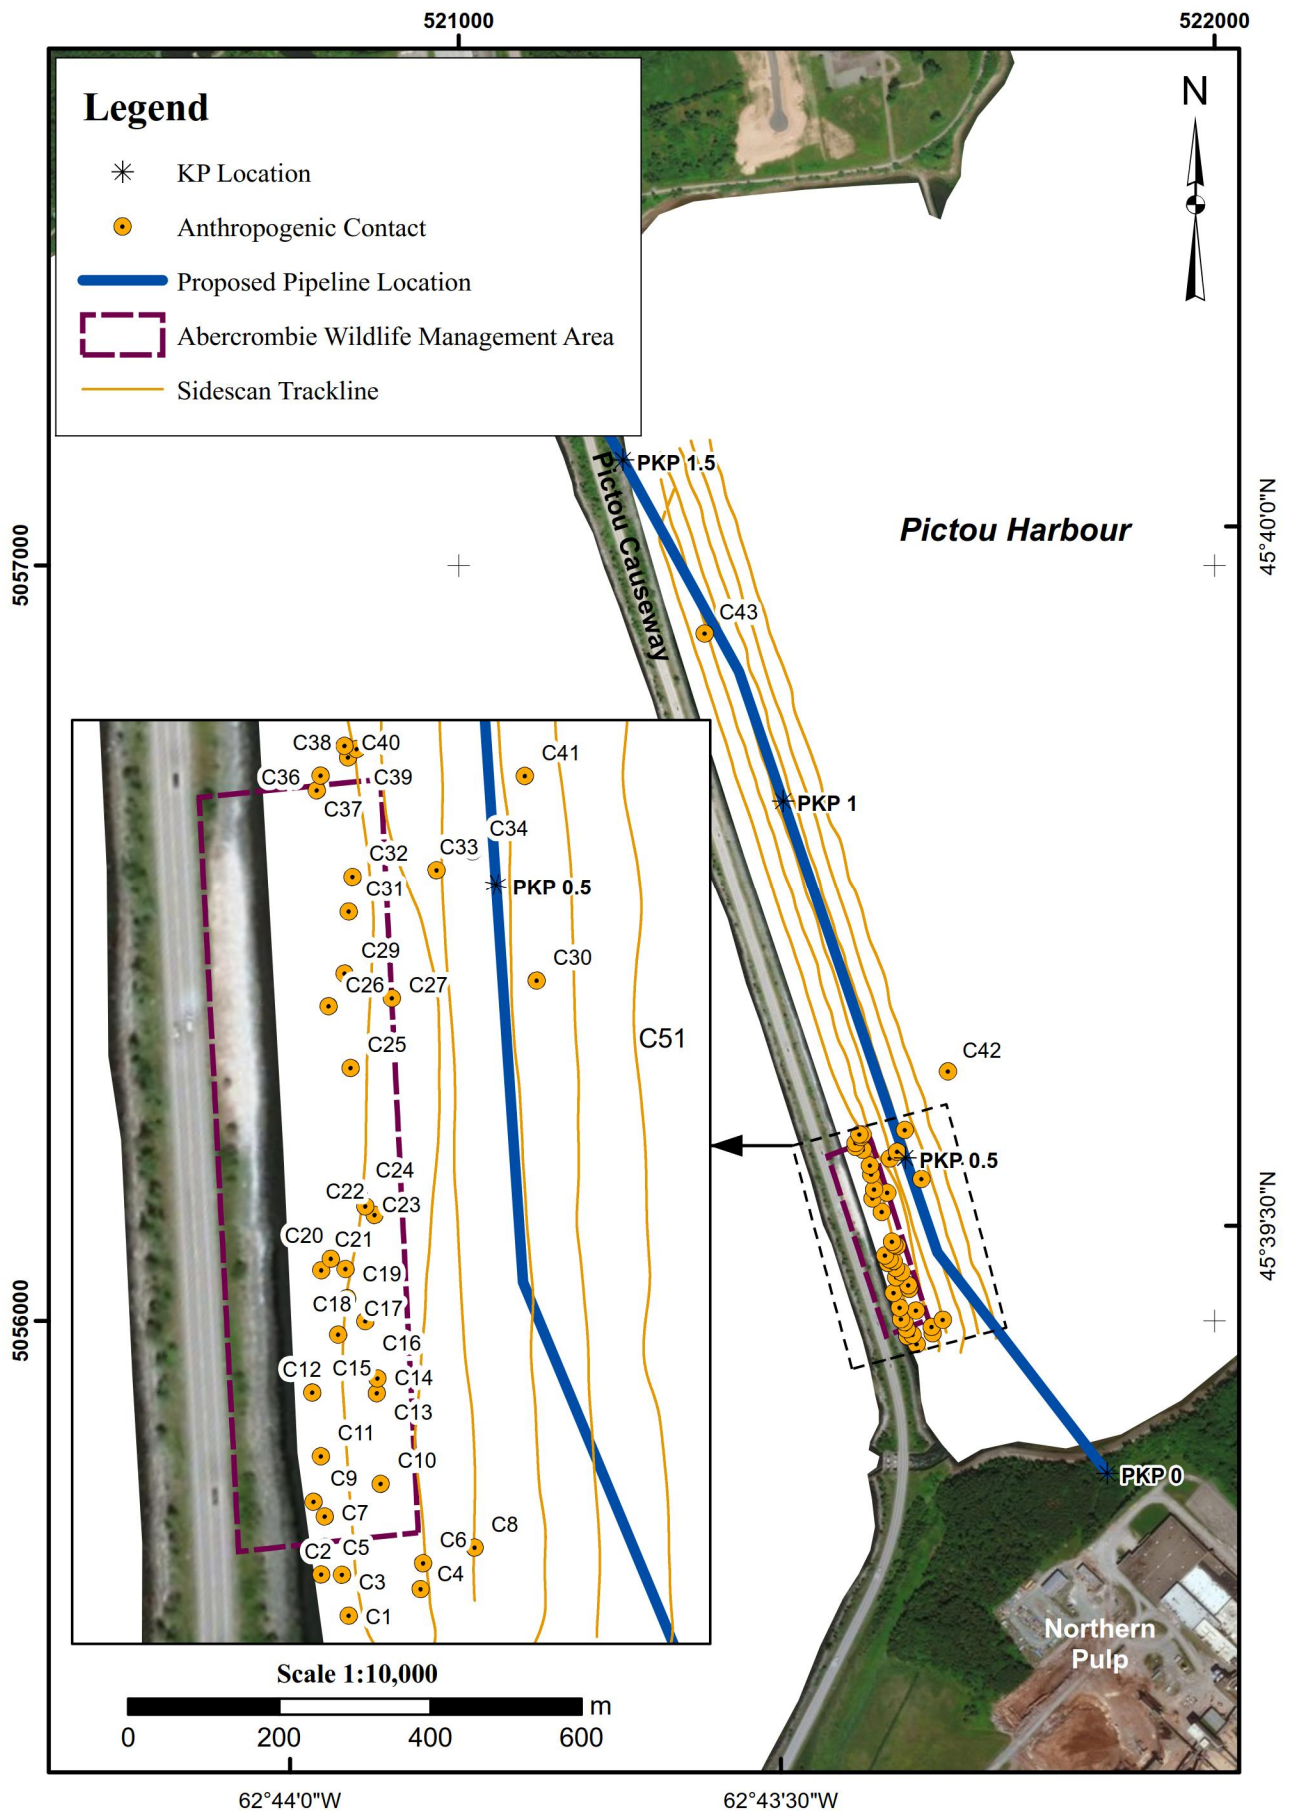 521000
522000
Legend
KP Location
Anthropogenic Contact
Proposed Pipeline Location
Abercrombie Wildlife Management Area
Sidescan Trackline
N
PKP 1.5
Pictou Causeway
Pictou Harbour
45°40'0"N
5057000
C43
PKP 1
C42
PKP 0.5
45°39'30"N
5056000
PKP 0
Northern
Pulp
C38
C40
C41
C36
C39
C37
C34
C33
C32
C31
PKP 0.5
C29
C30
C26
C27
C51
C25
C24
C22
C23
C20
C21
C19
C18
C17
C16
C12
C15
C14
C13
C11
C10
C9
C7
C8
C6
C2
C5
C4
C3
C1
Scale 1:10,000
m
0
200
400
600
62°44'0"W
62°43'30"W